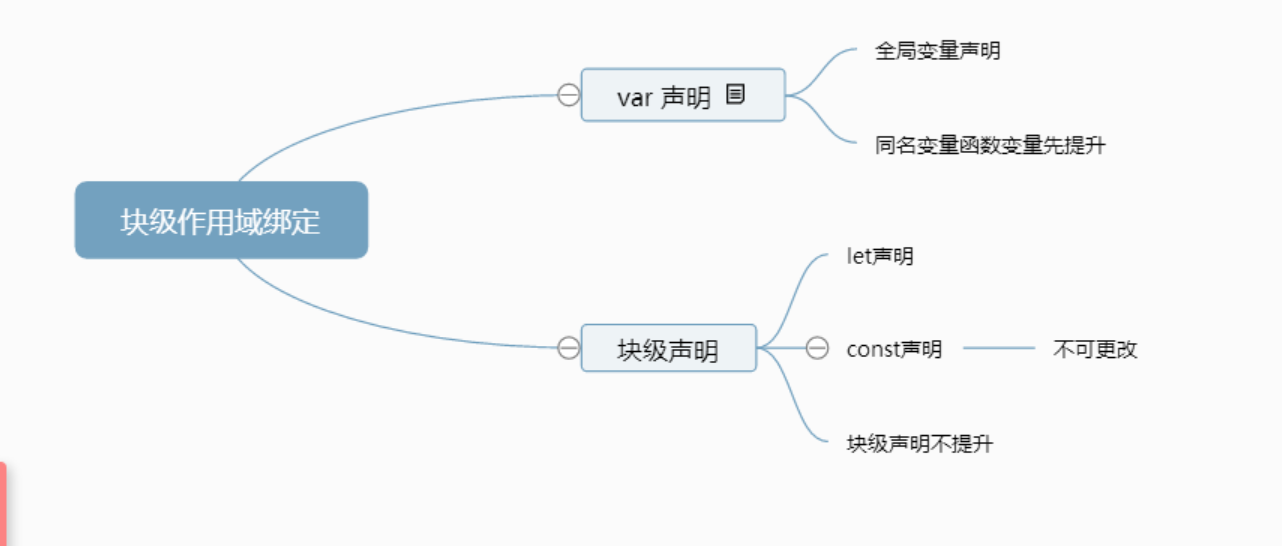 块级作用域绑定
var 声明
全局变量声明
同名变量函数变量先提升
块级声明
let声明
const声明
不可更改
块级声明不提升